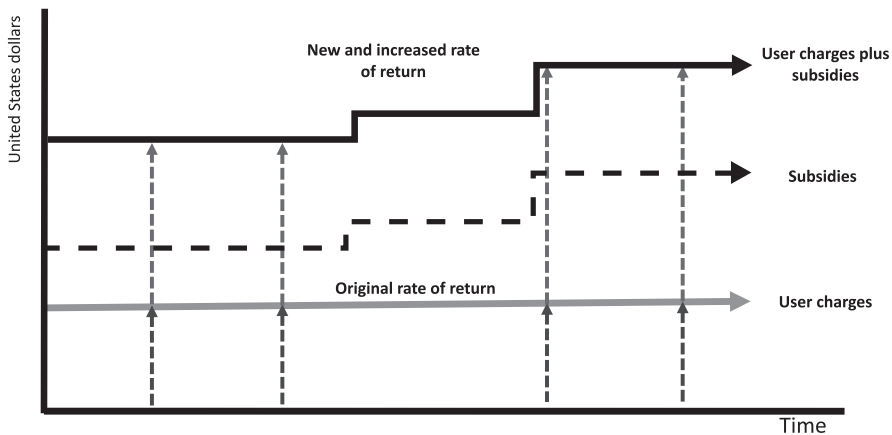 United States dollars
New and increased rate
of return
User charges plus
subsidies
Subsidies
Original rate of return
User charges
Time